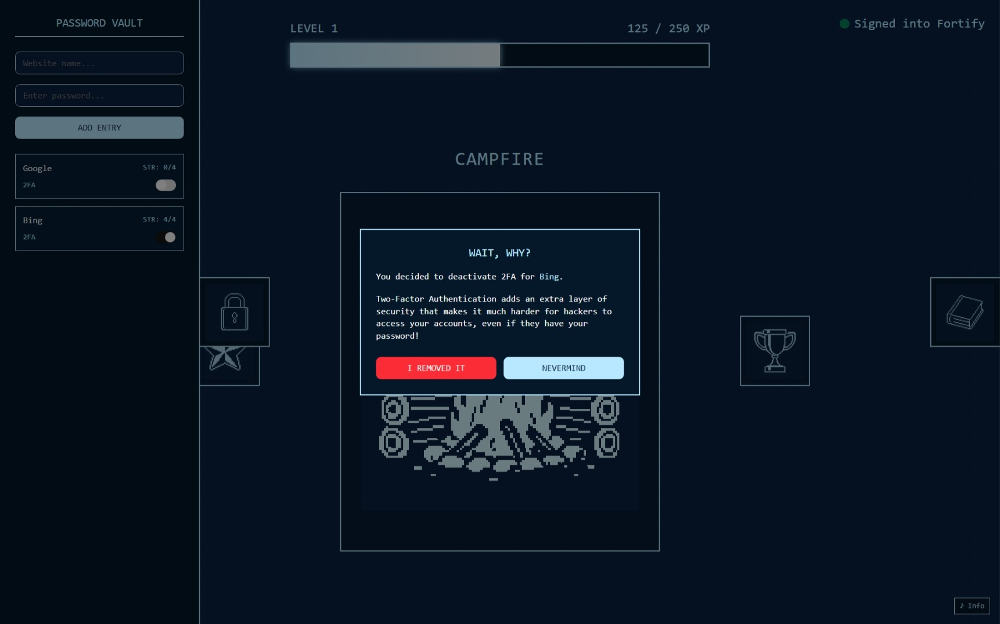 PASSWORD VAULT
Website name...
Enter password...
ADD ENTRY
Google STR: 0/4
2FA
Bing STR: 4/4
2FA
LEVEL 1 125 / 250 XP
Signed into Fortify
CAMPFIRE
WAIT, WHY?
You decided to deactivate 2FA for Bing.
Two-Factor Authentication adds an extra layer of
security that makes it much harder for hackers to
access your accounts, even if they have your
password!
I REMOVED IT NEVERMIND
♪ Info